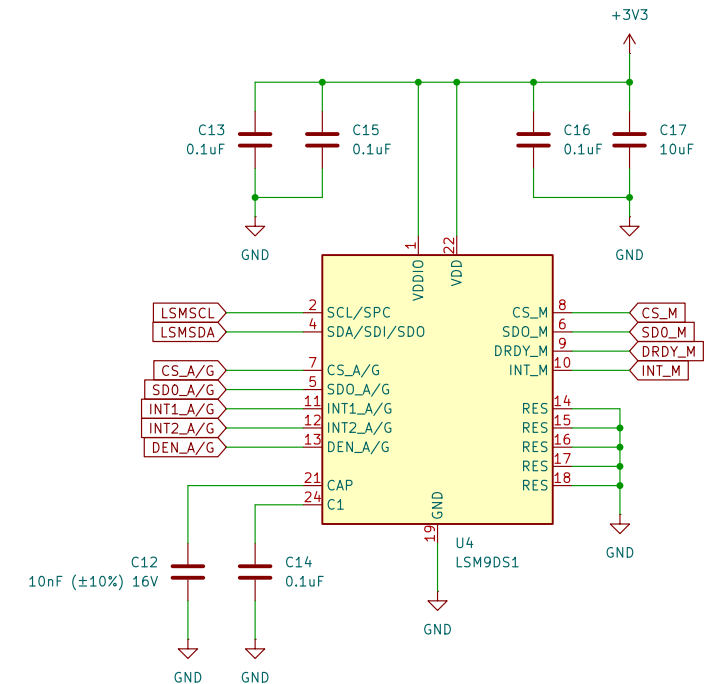 +3V3
C13
0.1uF
C15
0.1uF
C16
0.1uF
C17
10uF
GND
GND
1
22
VDDIO
VDD
LSMSCL
2
SCL/SPC
LSMSDA
4
SDA/SDI/SDO
CS_A/G
7
CS_A/G
SDO_A/G
5
SDO_A/G
INT1_A/G
11
INT1_A/G
INT2_A/G
12
INT2_A/G
DEN_A/G
13
DEN_A/G
21
CAP
24
C1
CS_M
8
CS_M
SDO_M
6
SDO_M
DRDY_M
9
DRDY_M
INT_M
10
INT_M
RES
14
RES
15
RES
16
RES
17
RES
18
GND
GND
19
U4
LSM9DS1
C12
10nF (±10%) 16V
C14
0.1uF
GND
GND
GND